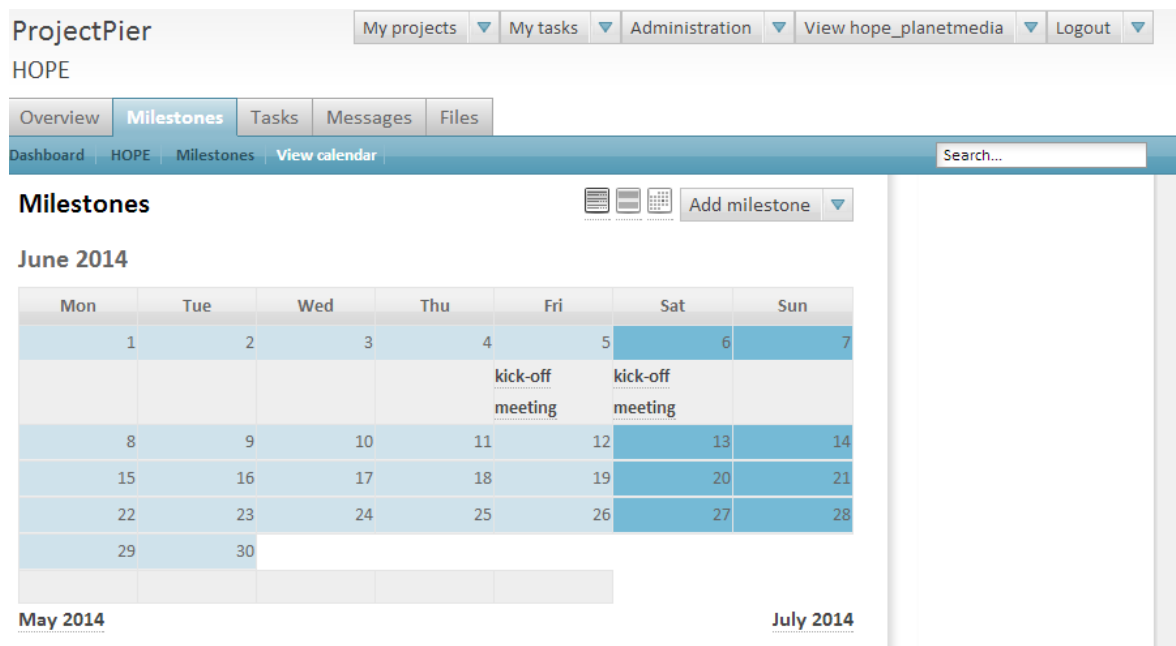 ProjectPier
My projects My tasks Administration View hope_planetmedia Logout
HOPE
Overview Milestones Tasks Messages Files
Dashboard HOPE Milestones View calendar Search...
Milestones Add milestone
June 2014
Mon Tue Wed Thu Fri Sat Sun
1 2 3 4 5 6 7
kick-off kick-off
meeting meeting
8 9 10 11 12 13 14
15 16 17 18 19 20 21
22 23 24 25 26 27 28
29 30
May 2014 July 2014